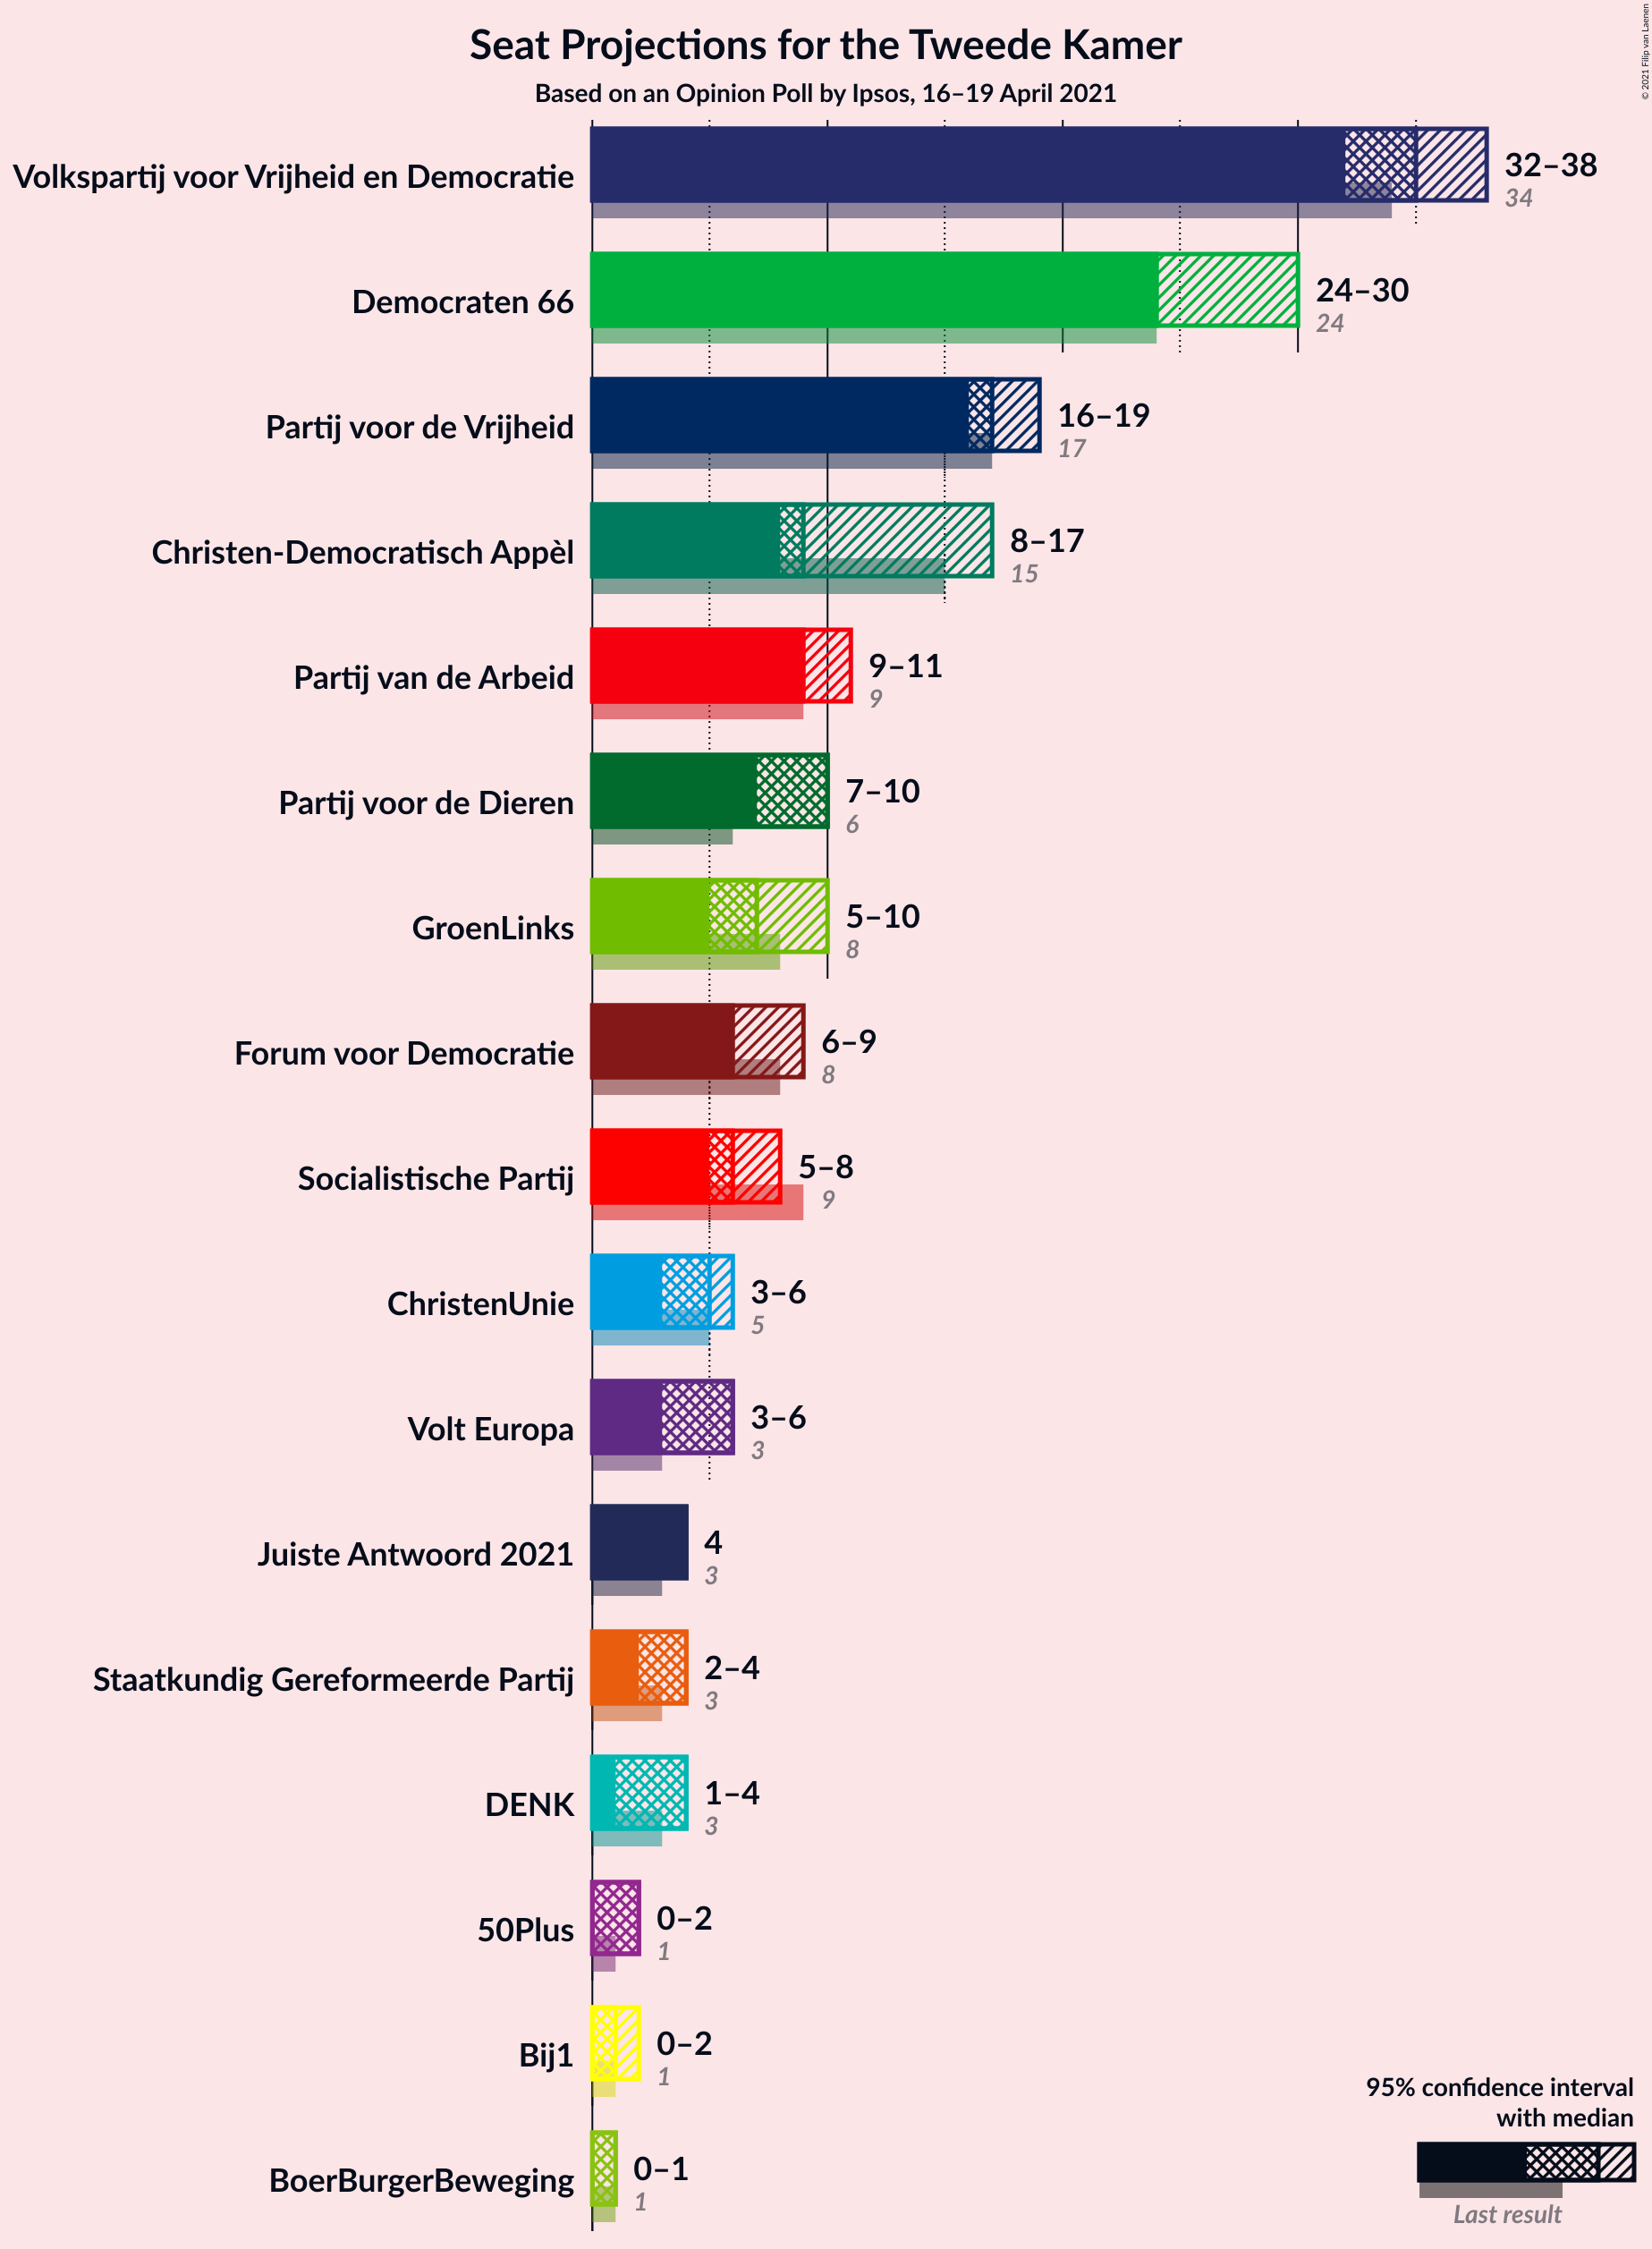 Seat Projections for the Tweede Kamer
Based on an Opinion Poll by Ipsos, 16–19 April 2021
© 2021 Filip van Laenen
Volkspartij voor Vrijheid en Democratie
32–38
34
Democraten 66
24–30
24
Partij voor de Vrijheid
16–19
17
Christen-Democratisch Appèl
8–17
15
Partij van de Arbeid
9–11
9
Partij voor de Dieren
7–10
6
GroenLinks
5–10
8
Forum voor Democratie
6–9
8
Socialistische Partij
5–8
9
ChristenUnie
3–6
5
Volt Europa
3–6
3
Juiste Antwoord 2021
4
3
Staatkundig Gereformeerde Partij
2–4
3
DENK
1–4
3
50Plus
0–2
1
Bij1
0–2
1
BoerBurgerBeweging
0–1
1
95% confidence interval
with median
Last result